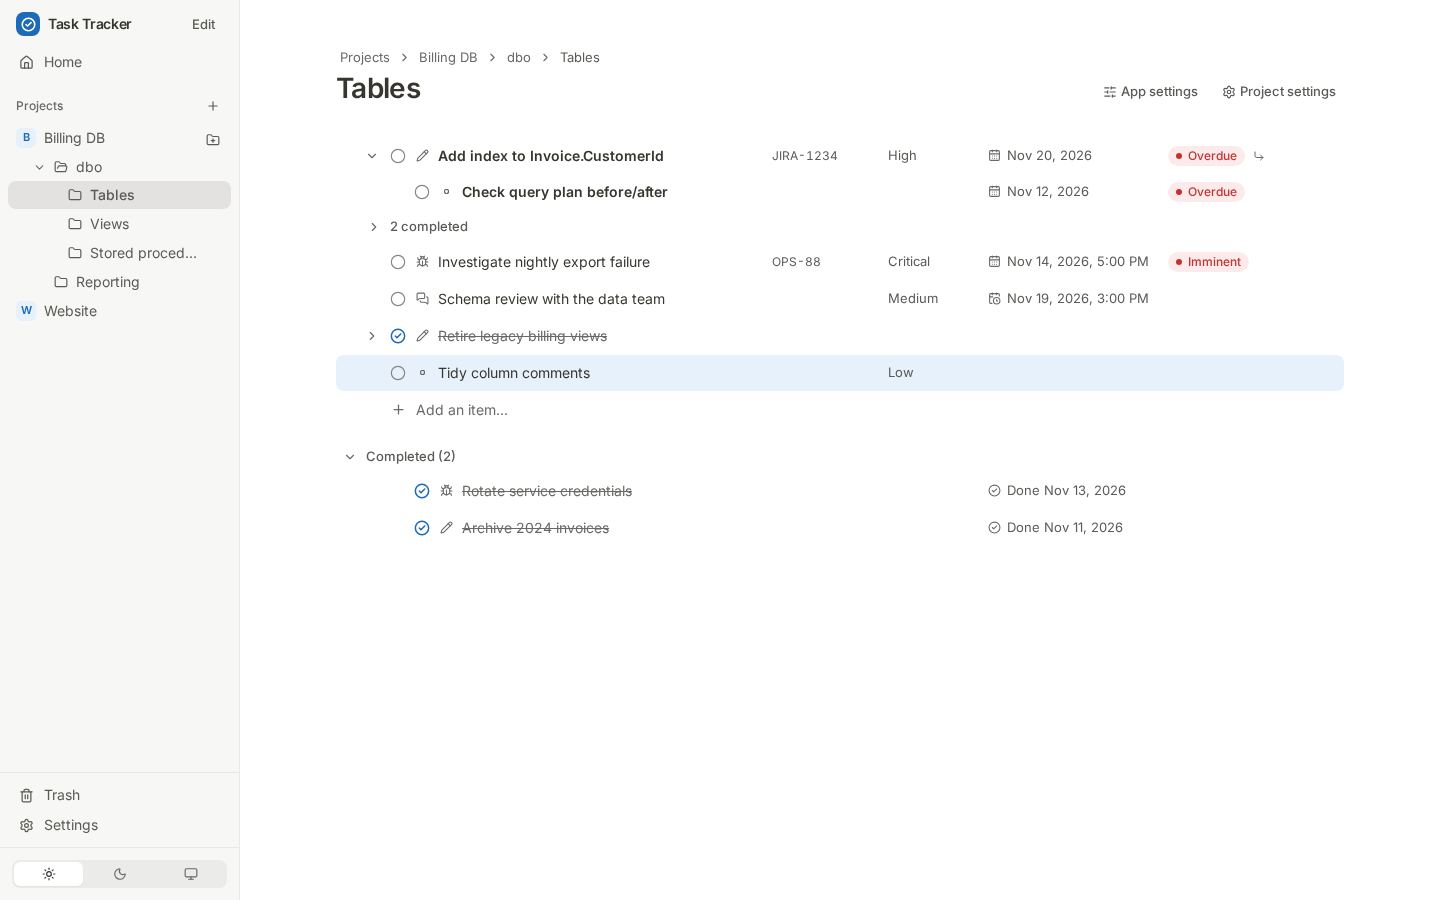 Task Tracker
Edit
Home
Projects
B Billing DB
dbo
Tables
Views
Stored proced...
Reporting
W Website
Trash
Settings
Projects > Billing DB > dbo > Tables
Tables
App settings
Project settings
Add index to Invoice.CustomerId JIRA-1234 High Nov 20, 2026 Overdue
Check query plan before/after Nov 12, 2026 Overdue
2 completed
Investigate nightly export failure OPS-88 Critical Nov 14, 2026, 5:00 PM Imminent
Schema review with the data team Medium Nov 19, 2026, 3:00 PM
Retire legacy billing views
Tidy column comments Low
Add an item...
Completed (2)
Rotate service credentials Done Nov 13, 2026
Archive 2024 invoices Done Nov 11, 2026